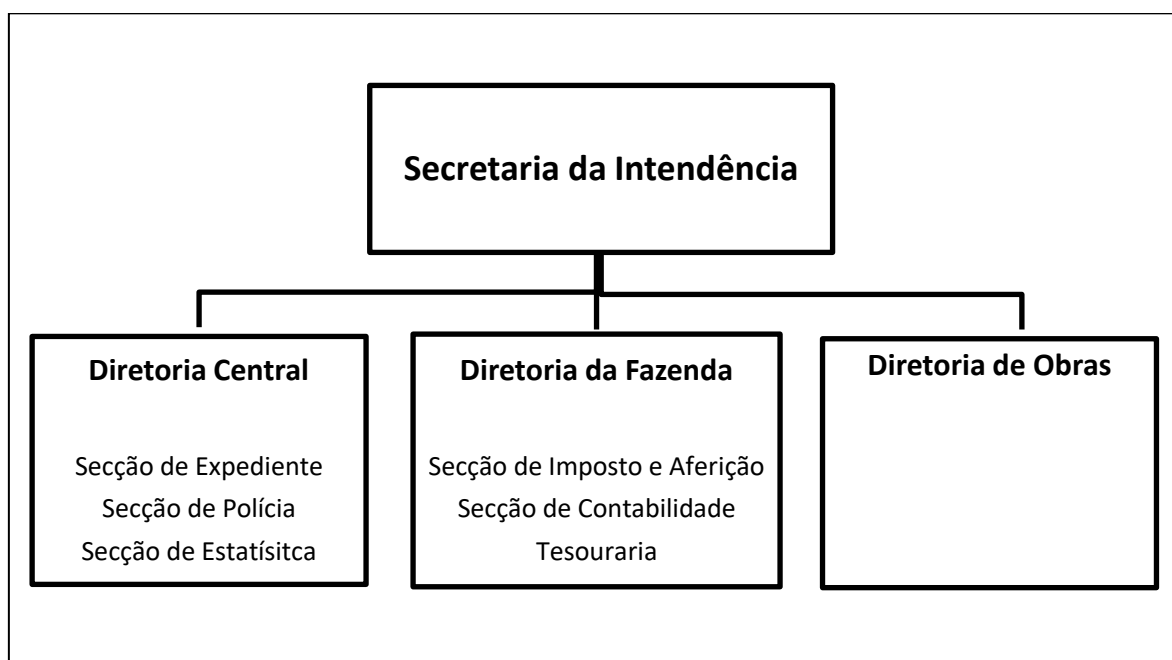 Secretaria da Intendência
Diretoria Central
Secção de Expediente
Secção de Polícia
Secção de Estatísitca
Diretoria da Fazenda
Secção de Imposto e Aferição
Secção de Contabilidade
Tesouraria
Diretoria de Obras